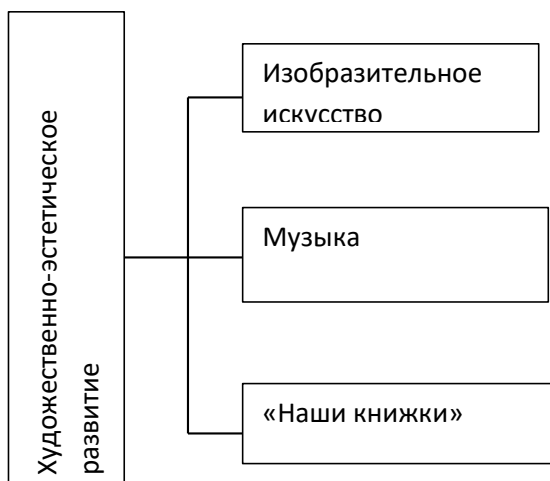 Художественно-эстетическое
развитие
Изобразительное
искусство
Музыка
«Наши книжки»